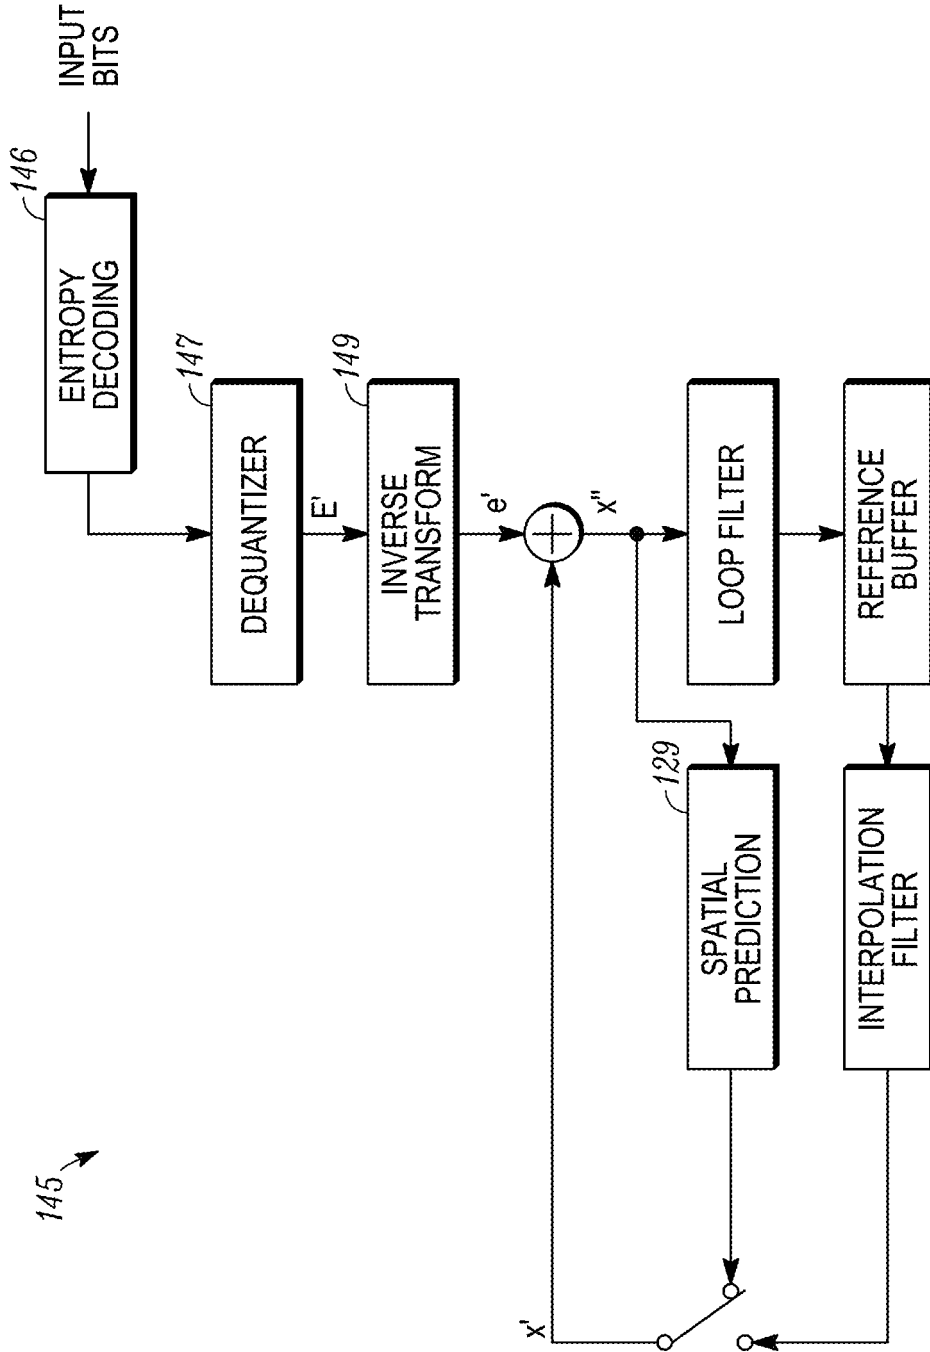 INPUT
BITS
146
ENTROPY
DECODING
147
DEQUANTIZER
E'
149
INVERSE
TRANSFORM
e'
x"
LOOP FILTER
REFERENCE
BUFFER
129
SPATIAL
PREDICTION
INTERPOLATION
FILTER
x'
145